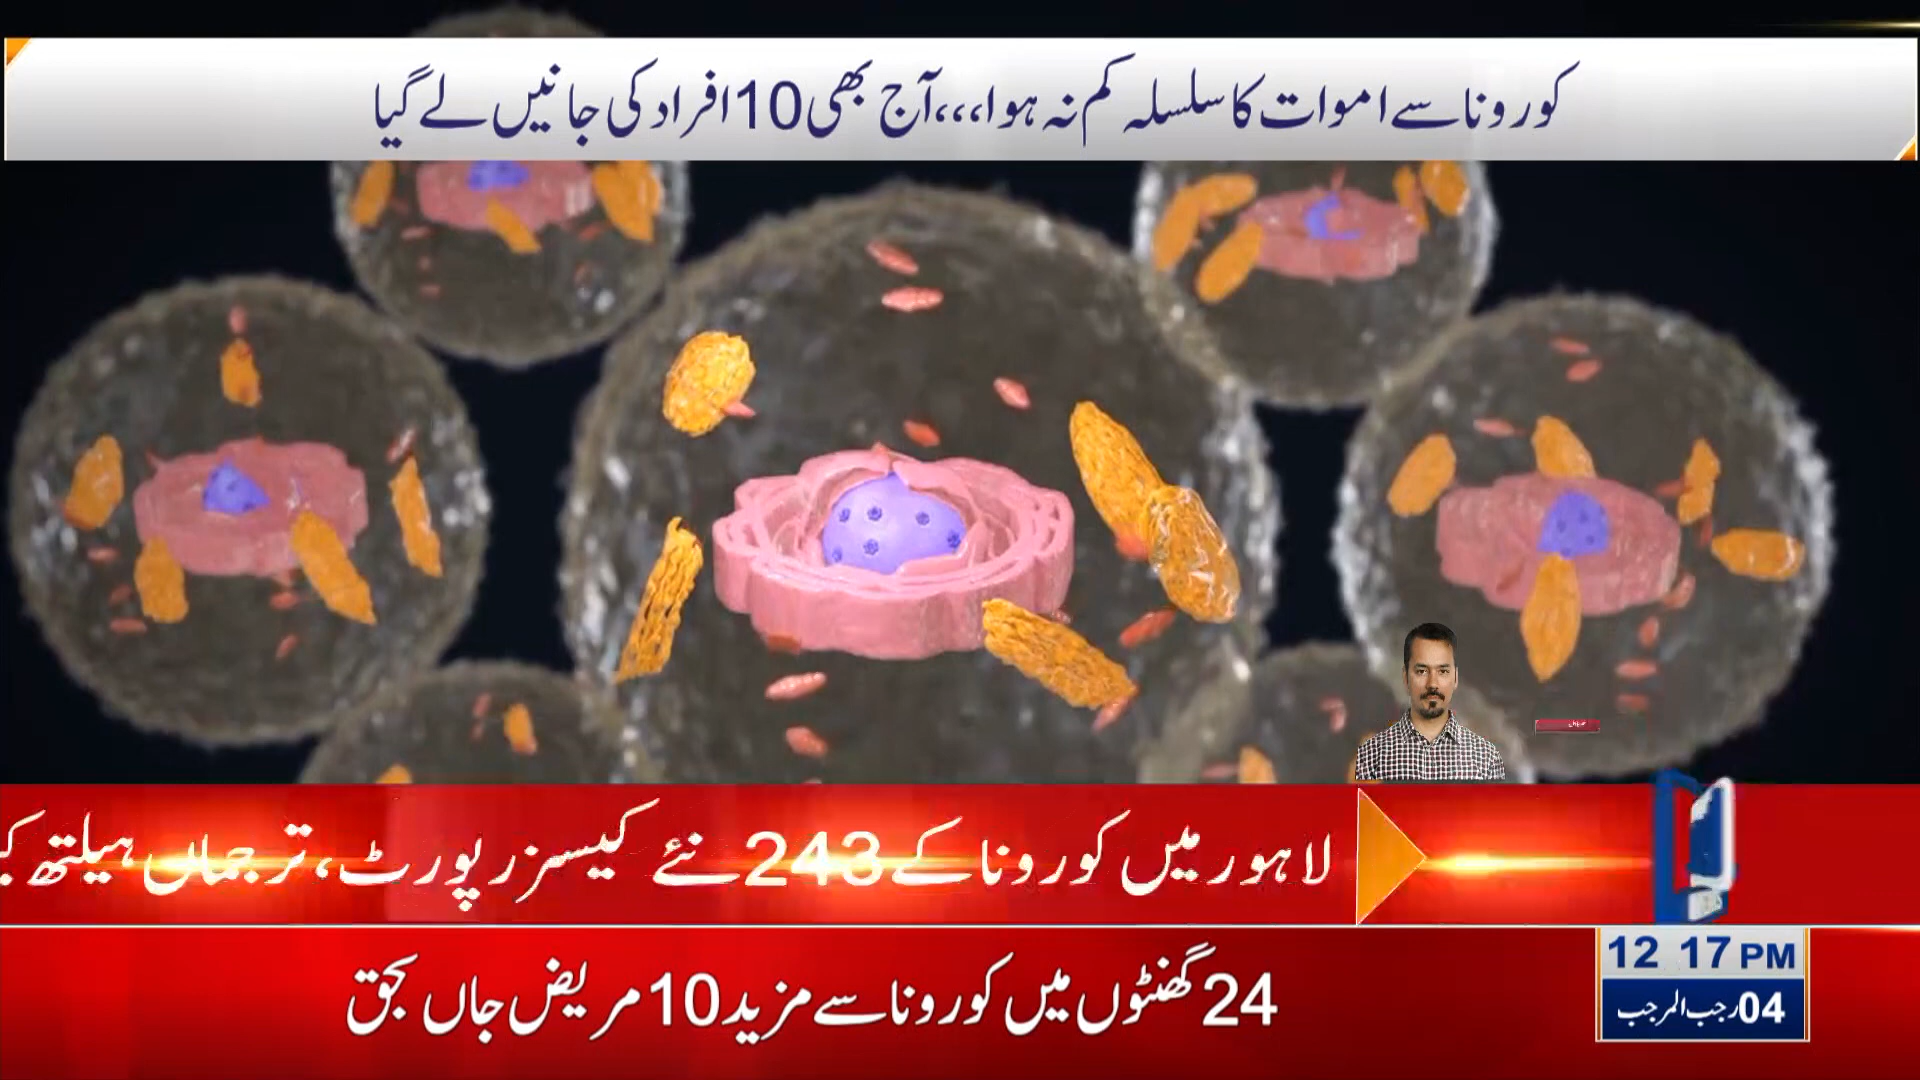 کورونا سے اموات کا سلسلہ کم نہ ہوا،،،آج بھی 10 افراد کی جانیں لے گیا
لاہور میں کورونا کے 243 نئے کیسز رپورٹ، ترجماں ہیلتھ
24 گھنٹوں میں کورونا سے مزید 10 مریض جاں بحق
12 17 PM
04 رجب المرجب